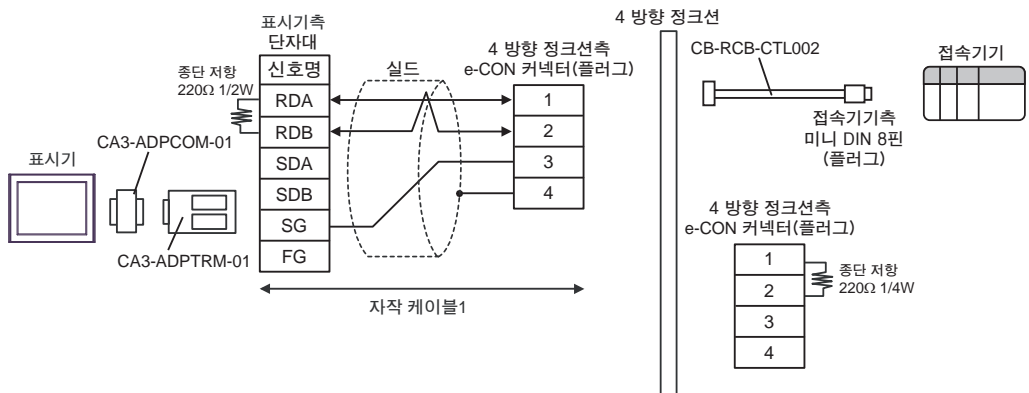 표시기
CA3-ADPCOM-01
CA3-ADPTRM-01
종단 저항
220Ω 1/2W
표시기측
단자대
신호명
RDA
RDB
SDA
SDB
SG
FG
실드
자작 케이블1
4 방향 정크션측
e-CON 커넥터(플러그)
1
2
3
4
4 방향 정크션
CB-RCB-CTL002
접속기기측
미니 DIN 8핀
(플러그)
접속기기
4 방향 정크션측
e-CON 커넥터(플러그)
1
2
3
4
종단 저항
220Ω 1/4W